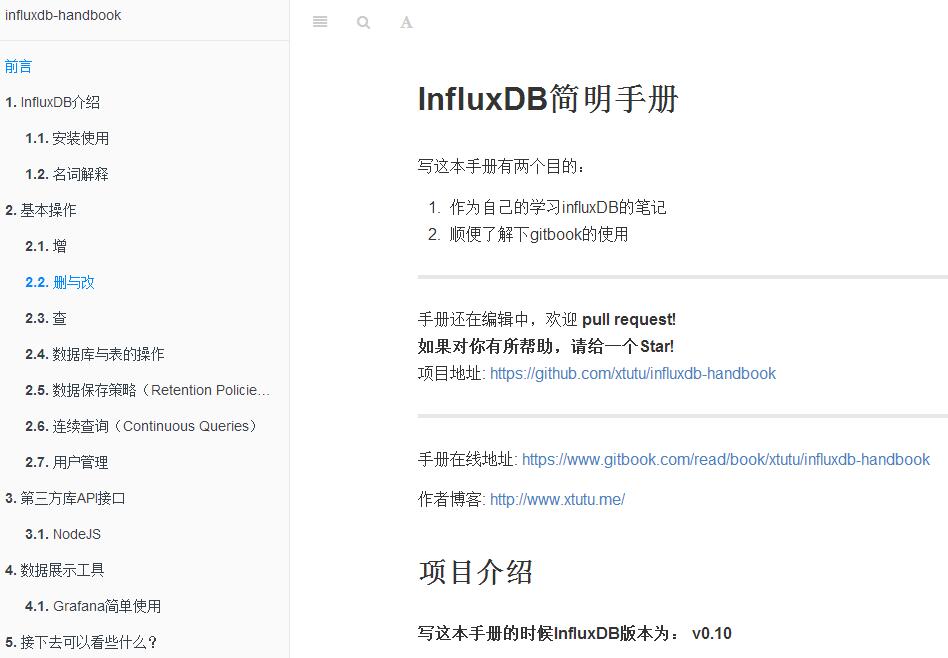 influxdb-handbook
前言
1. InfluxDB介绍
1.1. 安装使用
1.2. 名词解释
2. 基本操作
2.1. 增
2.2. 删与改
2.3. 查
2.4. 数据库与表的操作
2.5. 数据保存策略（Retention Policie…
2.6. 连续查询（Continuous Queries）
2.7. 用户管理
3. 第三方库API接口
3.1. NodeJS
4. 数据展示工具
4.1. Grafana简单使用
5. 接下去可以看些什么？
A
InfluxDB简明手册
写这本手册有两个目的：
1. 作为自己的学习influxDB的笔记
2. 顺便了解下gitbook的使用
手册还在编辑中，欢迎 pull request!
如果对你有所帮助，请给一个Star!
项目地址: https://github.com/xtutu/influxdb-handbook
手册在线地址: https://www.gitbook.com/read/book/xtutu/influxdb-handbook
作者博客: http://www.xtutu.me/
项目介绍
写这本手册的时候InfluxDB版本为： v0.10